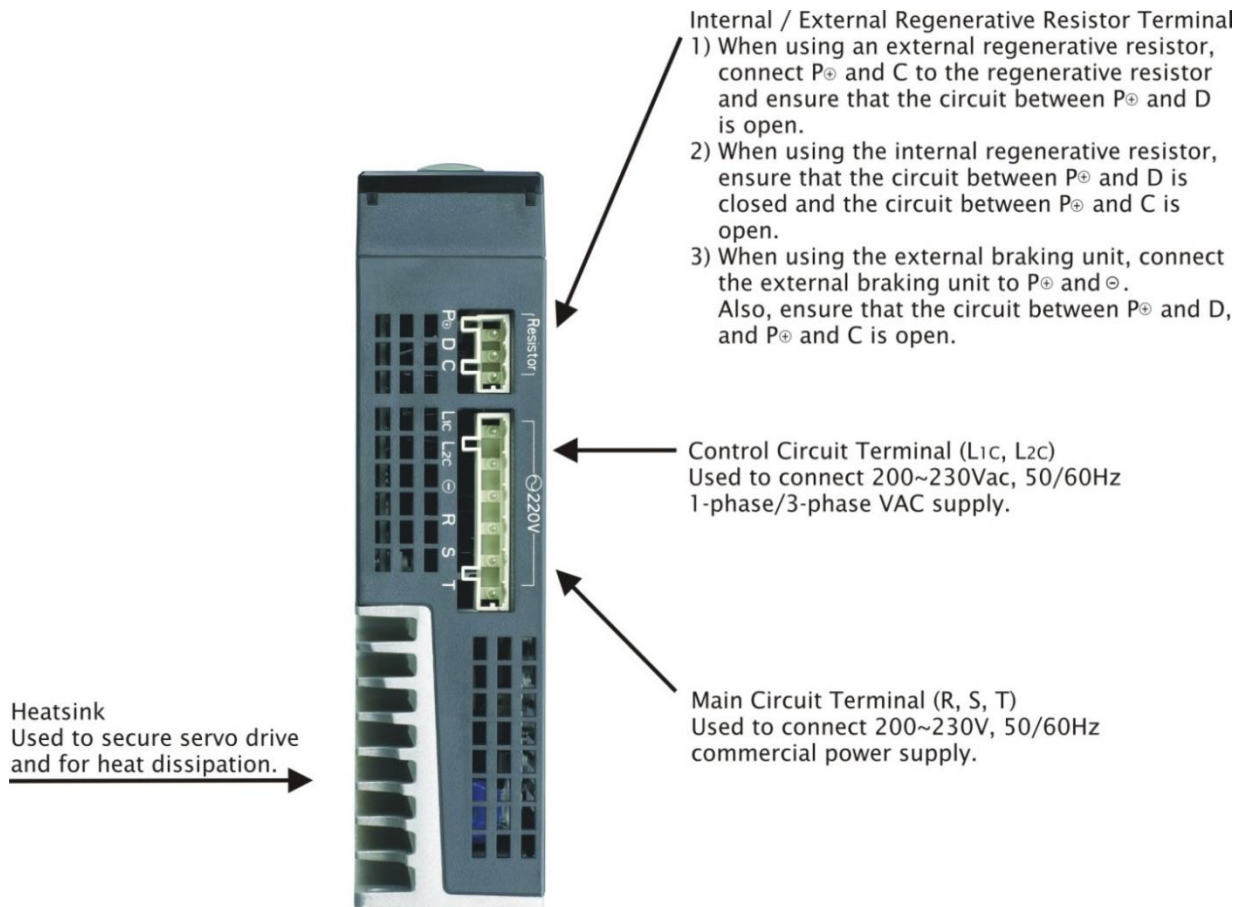 Internal / External Regenerative Resistor Terminal
1) When using an external regenerative resistor,
connect P⊕ and C to the regenerative resistor
and ensure that the circuit between P⊕ and D
is open.
2) When using the internal regenerative resistor,
ensure that the circuit between P⊕ and D is
closed and the circuit between P⊕ and C is
open.
3) When using the external braking unit, connect
the external braking unit to P⊕ and ⊖.
Also, ensure that the circuit between P⊕ and D,
and P⊕ and C is open.
P⊕ D C
Resistor
L1C L2C ⊖ R S T
220V
Control Circuit Terminal (L1C, L2C)
Used to connect 200~230Vac, 50/60Hz
1-phase/3-phase VAC supply.
Main Circuit Terminal (R, S, T)
Used to connect 200~230V, 50/60Hz
commercial power supply.
Heatsink
Used to secure servo drive
and for heat dissipation.